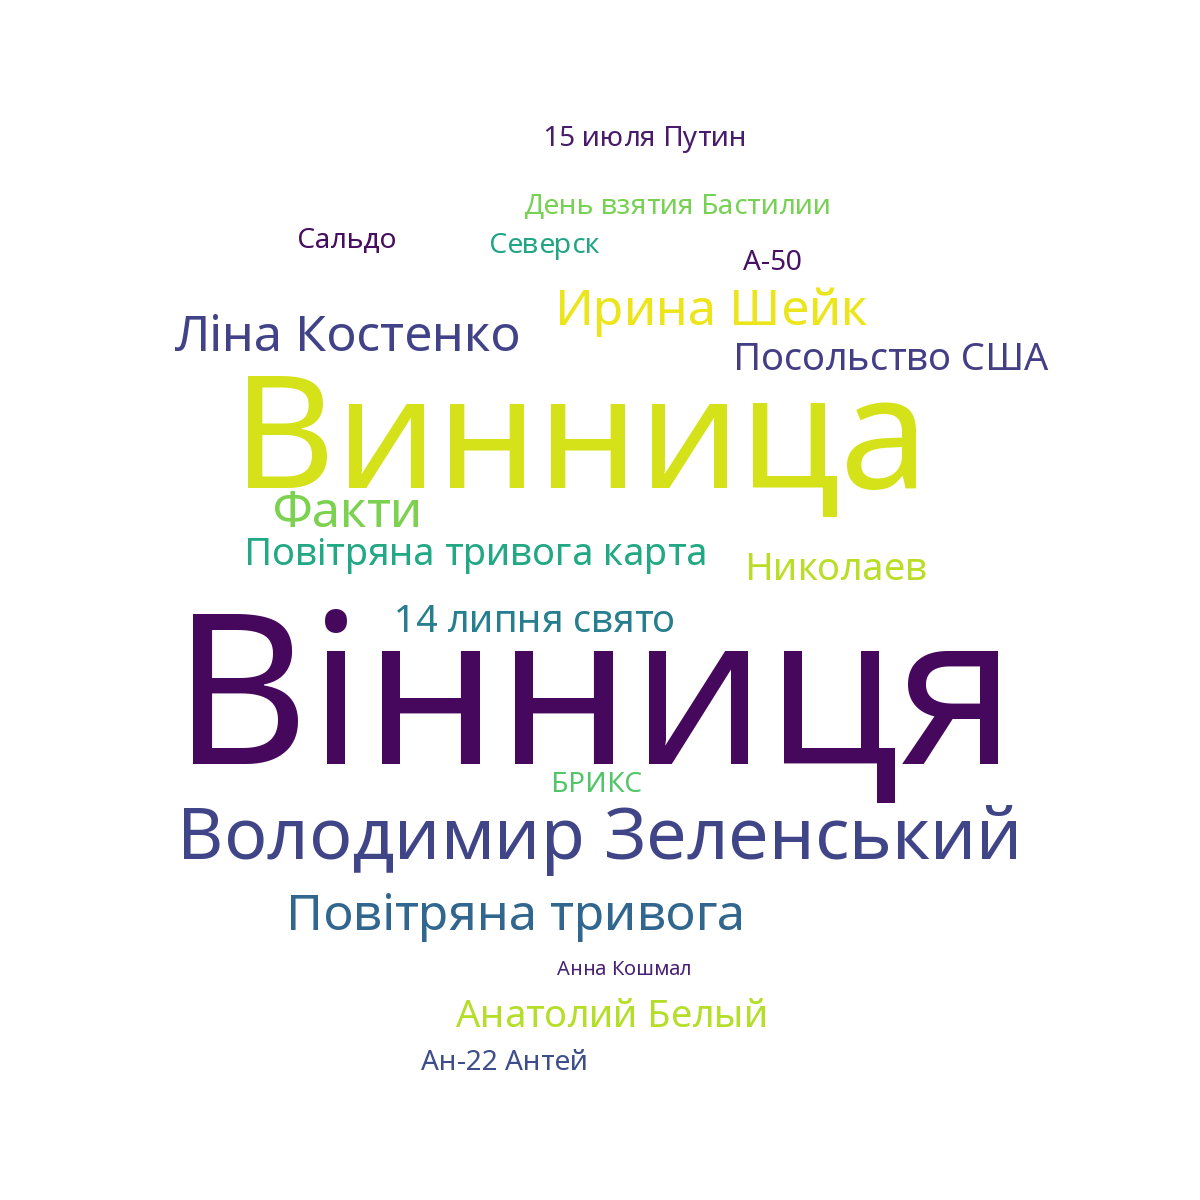 15 июля Путин
День взятия Бастилии
Сальдо
Северск
А-50
Ирина Шейк
Ліна Костенко
Посольство США
Винница
Факти
Повітряна тривога карта
Николаев
14 липня свято
Вінниця
БРИКС
Володимир Зеленський
Повітряна тривога
Анна Кошмал
Анатолий Белый
Ан-22 Антей